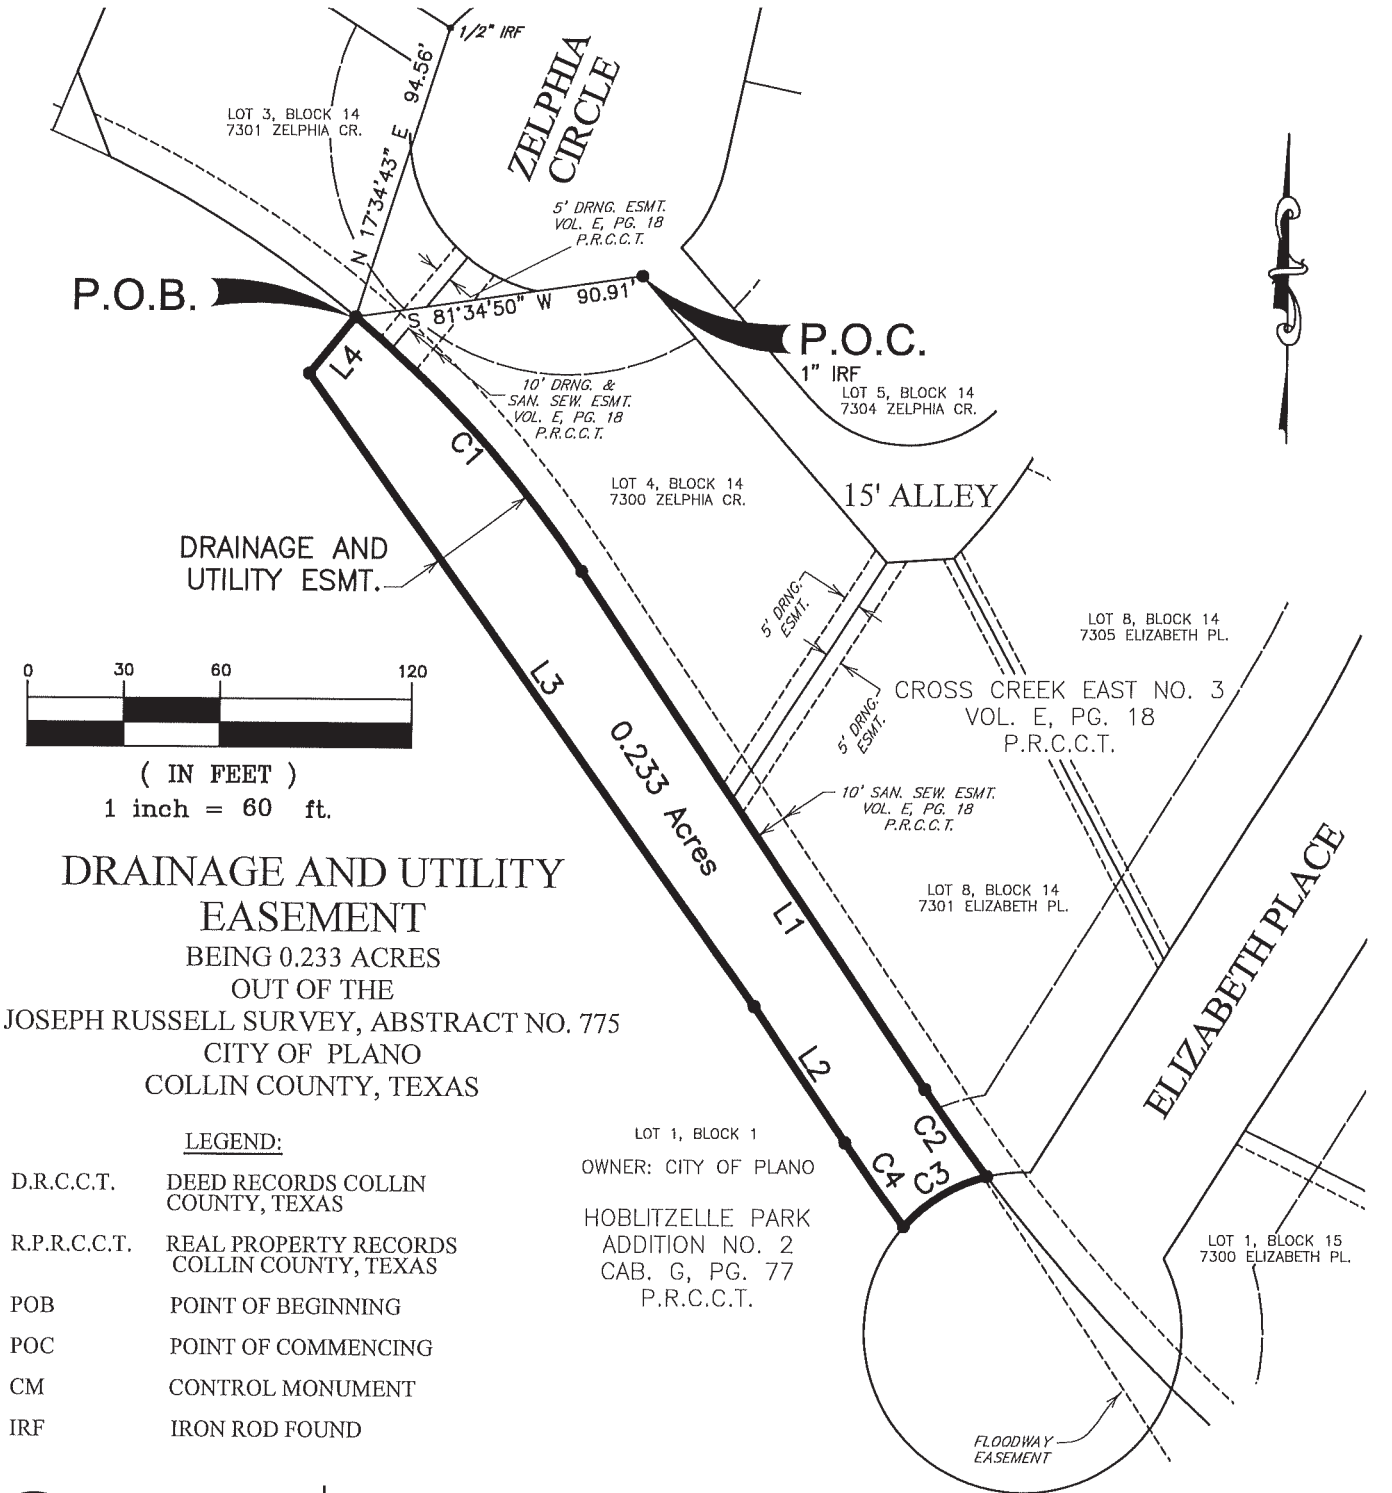 1/2" IRF
ZELPHIA
CIRCLE
N 17°34'43" E 94.56'
LOT 3, BLOCK 14
7301 ZELPHIA CR.
5' DRNG. ESMT.
VOL. E, PG. 18
P.R.C.C.T.
P.O.B.
S 81°34'50" W 90.91'
P.O.C.
1" IRF
LOT 5, BLOCK 14
7304 ZELPHIA CR.
L4
10' DRNG. &
SAN. SEW. ESMT.
VOL. E, PG. 18
P.R.C.C.T.
C1
LOT 4, BLOCK 14
7300 ZELPHIA CR.
15' ALLEY
DRAINAGE AND
UTILITY ESMT.
5' DRNG.
ESMT.
LOT 8, BLOCK 14
7305 ELIZABETH PL.
0 30 60 120
( IN FEET )
1 inch = 60 ft.
L3
0.233 Acres
5' DRNG.
ESMT.
CROSS CREEK EAST NO. 3
VOL. E, PG. 18
P.R.C.C.T.
10' SAN. SEW. ESMT.
VOL. E, PG. 18
P.R.C.C.T.
L1
LOT 8, BLOCK 14
7301 ELIZABETH PL.
ELIZABETH PLACE
DRAINAGE AND UTILITY
EASEMENT
BEING 0.233 ACRES
OUT OF THE
JOSEPH RUSSELL SURVEY, ABSTRACT NO. 775
CITY OF PLANO
COLLIN COUNTY, TEXAS
L2
C2
C3
C4
LOT 1, BLOCK 1
OWNER: CITY OF PLANO
HOBLITZELLE PARK
ADDITION NO. 2
CAB. G, PG. 77
P.R.C.C.T.
LOT 1, BLOCK 15
7300 ELIZABETH PL.
FLOODWAY
EASEMENT
LEGEND:
D.R.C.C.T. DEED RECORDS COLLIN
COUNTY, TEXAS
R.P.R.C.C.T. REAL PROPERTY RECORDS
COLLIN COUNTY, TEXAS
POB POINT OF BEGINNING
POC POINT OF COMMENCING
CM CONTROL MONUMENT
IRF IRON ROD FOUND